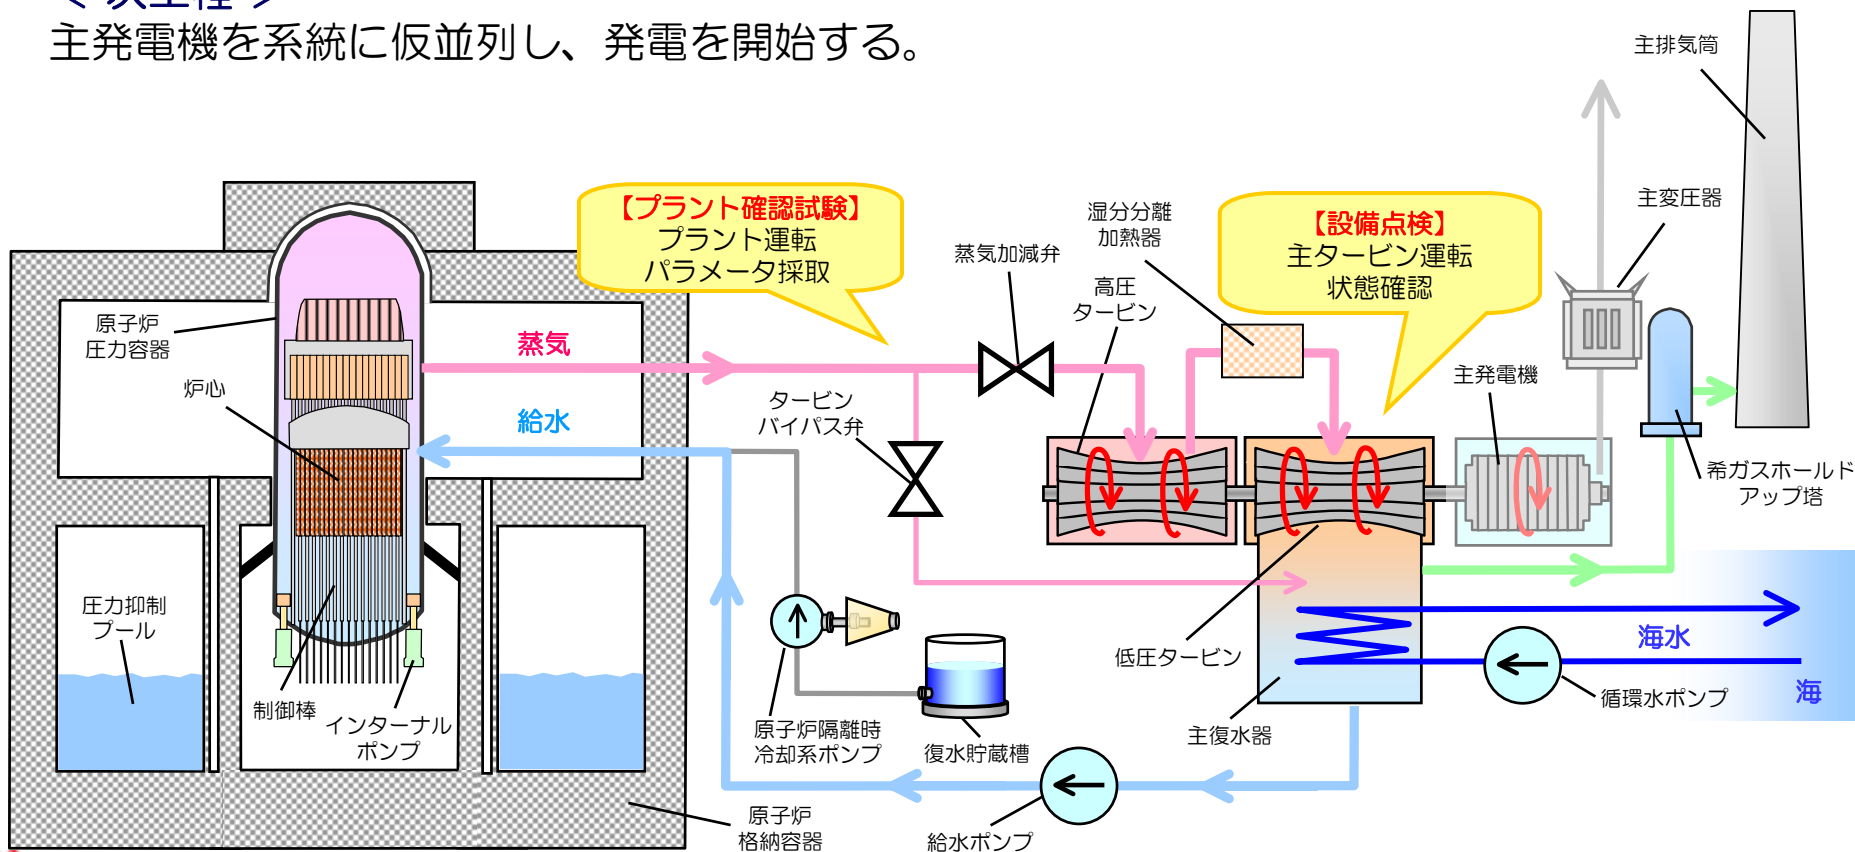 主発電機を系統に仮並列し、発電を開始する。
主排気筒
【プラント確認試験】
プラント運転
パラメータ採取
蒸気加減弁
湿分分離
加熱器
【設備点検】
主タービン運転
状態確認
主変圧器
高圧
タービン
原子炉
圧力容器
蒸気
炉心
タービン
バイパス弁
主発電機
給水
希ガスホールド
アップ塔
圧力抑制
プール
制御棒
インターナル
ポンプ
原子炉隔離時
冷却系ポンプ
復水貯蔵槽
低圧タービン
主復水器
海水
海
循環水ポンプ
原子炉
格納容器
給水ポンプ